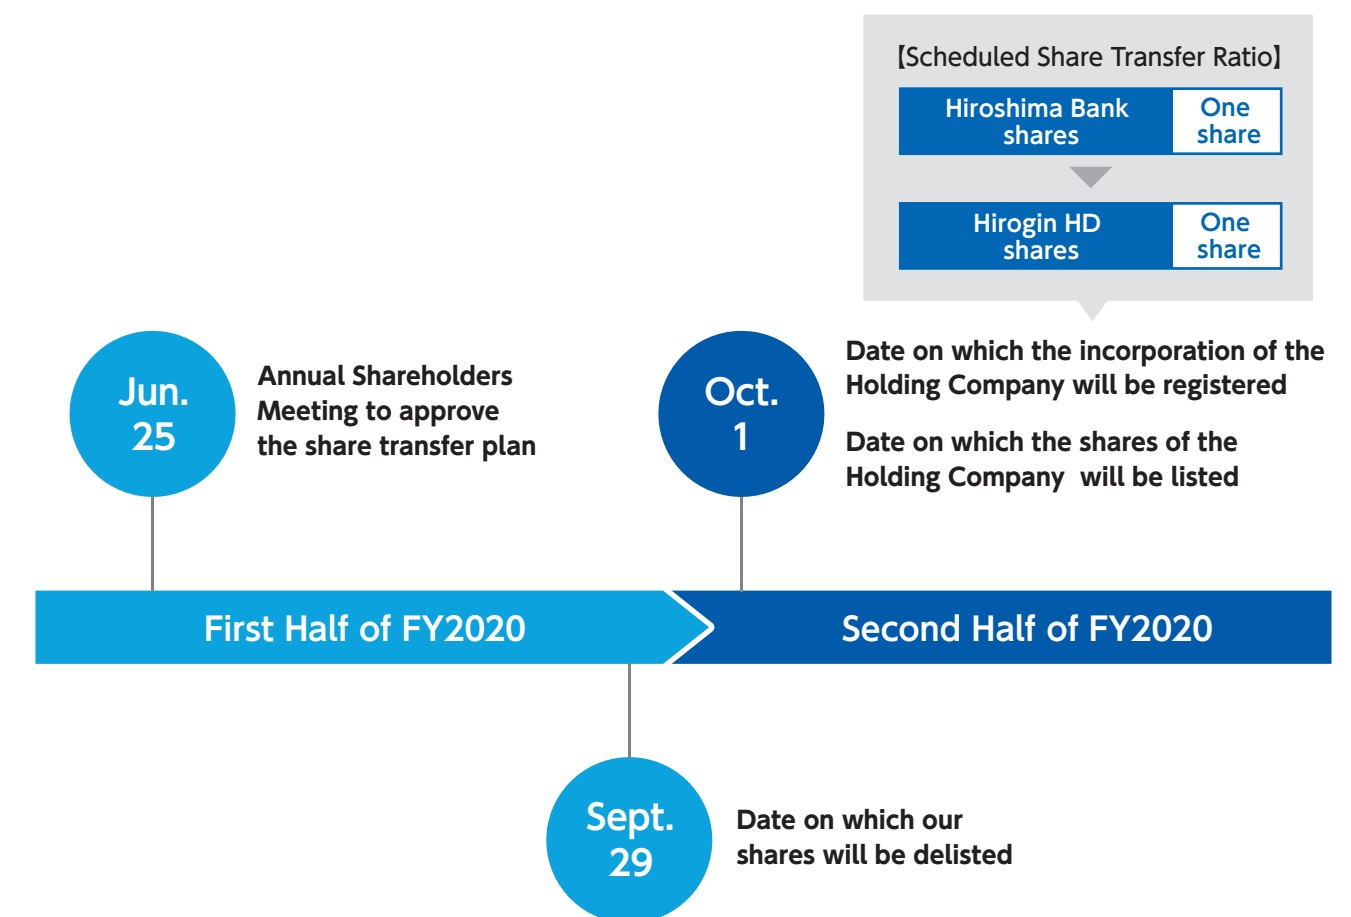 【Scheduled Share Transfer Ratio】
Hiroshima Bank
shares
One
share
Hirogin HD
shares
One
share
Jun.
25
Annual Shareholders
Meeting to approve
the share transfer plan
Oct.
1
Date on which the incorporation of the
Holding Company will be registered
Date on which the shares of the
Holding Company will be listed
First Half of FY2020
Second Half of FY2020
Sept.
29
Date on which our
shares will be delisted